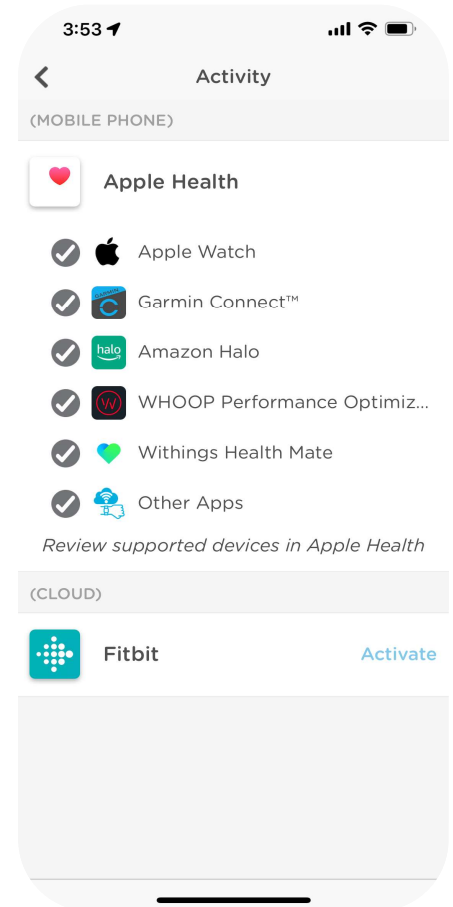 3:53
Activity
(MOBILE PHONE)
Apple Health
Apple Watch
GARMIN
Garmin Connect™
halo
Amazon Halo
W
WHOOP Performance Optimiz...
Withings Health Mate
Other Apps
Review supported devices in Apple Health
(CLOUD)
Fitbit Activate